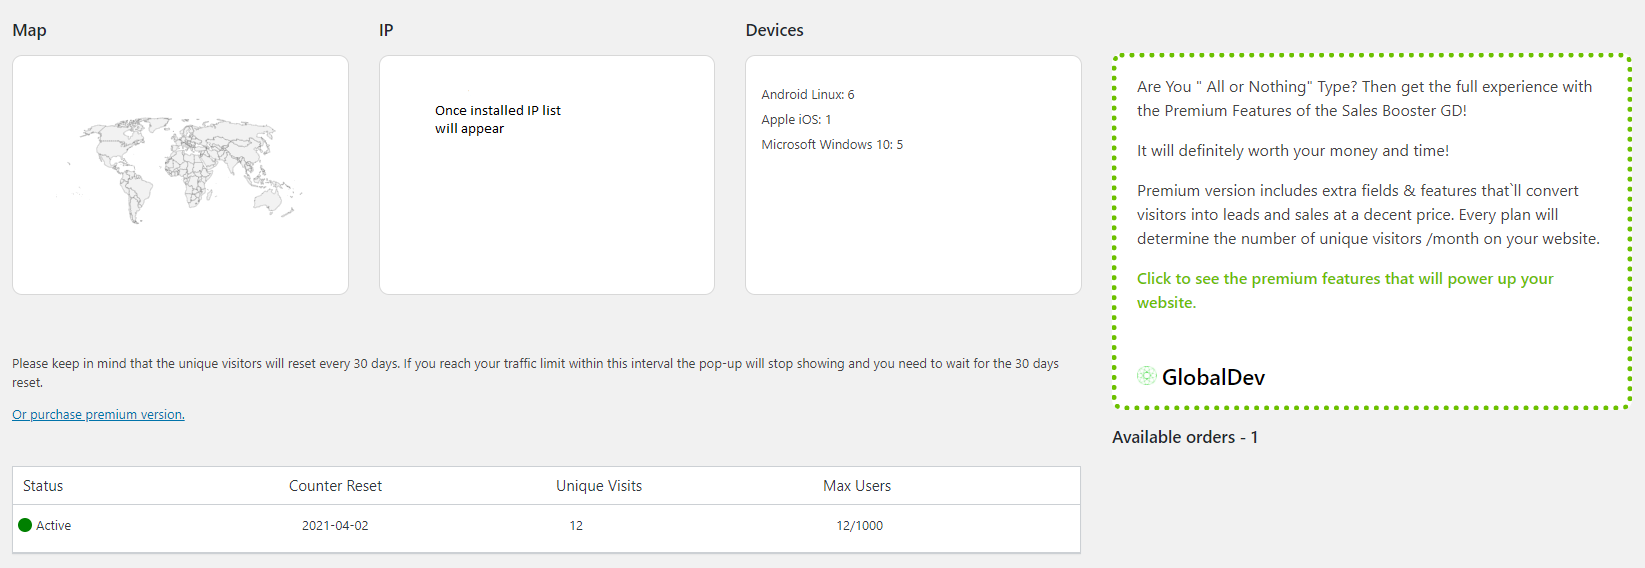 Map
IP
Devices
Once installed IP list
will appear
Android Linux: 6
Apple iOS: 1
Microsoft Windows 10: 5
Are You " All or Nothing" Type? Then get the full experience with
the Premium Features of the Sales Booster GD!
It will definitely worth your money and time!
Premium version includes extra fields & features that`ll convert
visitors into leads and sales at a decent price. Every plan will
determine the number of unique visitors /month on your website.
Click to see the premium features that will power up your
website.
GlobalDev
Available orders - 1
Please keep in mind that the unique visitors will reset every 30 days. If you reach your traffic limit within this interval the pop-up will stop showing and you need to wait for the 30 days
reset.
Or purchase premium version.
Status Counter Reset Unique Visits Max Users
Active 2021-04-02 12 12/1000